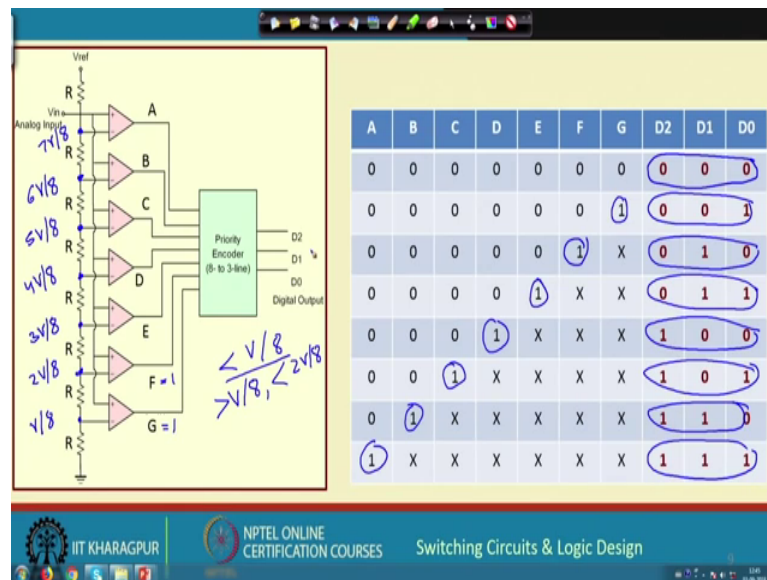 Vref
R
Vin
Analog Input
7V/8
R
6V/8
R
5V/8
R
4V/8
R
3V/8
R
2V/8
R
V/8
R
A
B
C
D
E
F = 1
G = 1
Priority
Encoder
(8- to 3-line)
D2
D1
D0
Digital Output
< V/8
> V/8, < 2V/8
A B C D E F G D2 D1 D0
0 0 0 0 0 0 0 0 0 0
0 0 0 0 0 0 1 0 0 1
0 0 0 0 0 1 X 0 1 0
0 0 0 0 1 X X 0 1 1
0 0 0 1 X X X 1 0 0
0 0 1 X X X X 1 0 1
0 1 X X X X X 1 1 0
1 X X X X X X 1 1 1
IIT KHARAGPUR
NPTEL ONLINE
CERTIFICATION COURSES
Switching Circuits & Logic Design
9